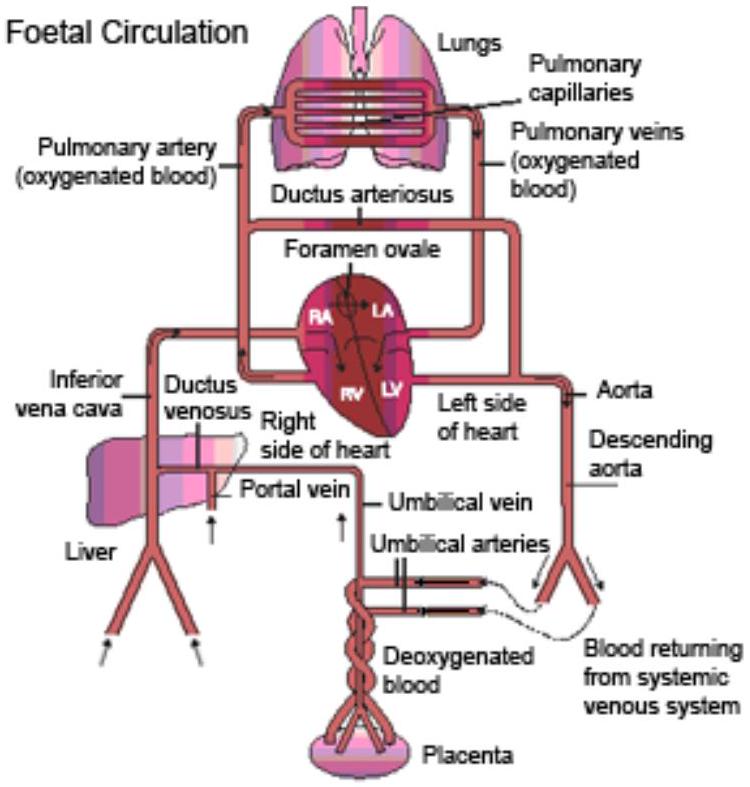 Foetal Circulation
Lungs
Pulmonary
capillaries
Pulmonary artery
(oxygenated blood)
Pulmonary veins
(oxygenated
blood)
Ductus arteriosus
Foramen ovale
RA
LA
RV
LV
Inferior
vena cava
Ductus
venosus
Right
side of heart
Left side
of heart
Aorta
Descending
aorta
Portal vein
Umbilical vein
Liver
Umbilical arteries
Deoxygenated
blood
Blood returning
from systemic
venous system
Placenta